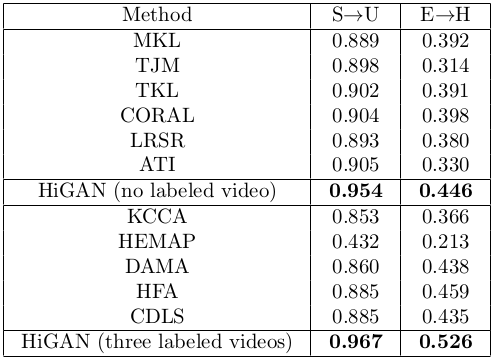 Method S→U E→H
MKL 0.889 0.392
TJM 0.898 0.314
TKL 0.902 0.391
CORAL 0.904 0.398
LRSR 0.893 0.380
ATI 0.905 0.330
HiGAN (no labeled video) 0.954 0.446
KCCA 0.853 0.366
HEMAP 0.432 0.213
DAMA 0.860 0.438
HFA 0.885 0.459
CDLS 0.885 0.435
HiGAN (three labeled videos) 0.967 0.526